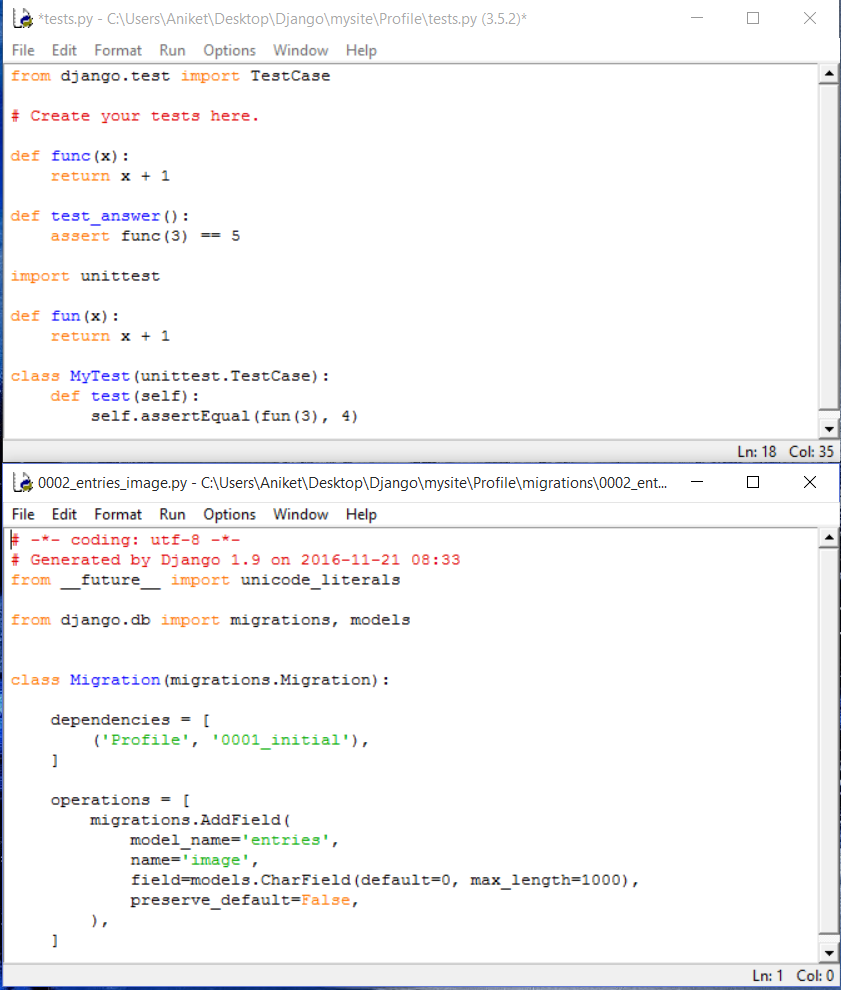 *tests.py - C:\Users\Aniket\Desktop\Django\mysite\Profile\tests.py (3.5.2)*
File Edit Format Run Options Window Help
from django.test import TestCase
# Create your tests here.
def func(x):
    return x + 1
def test_answer():
    assert func(3) == 5
import unittest
def fun(x):
    return x + 1
class MyTest(unittest.TestCase):
    def test(self):
        self.assertEqual(fun(3), 4)
Ln: 18 Col: 35
0002_entries_image.py - C:\Users\Aniket\Desktop\Django\mysite\Profile\migrations\0002_ent...
File Edit Format Run Options Window Help
# -*- coding: utf-8 -*-
# Generated by Django 1.9 on 2016-11-21 08:33
from __future__ import unicode_literals
from django.db import migrations, models
class Migration(migrations.Migration):
    dependencies = [
        ('Profile', '0001_initial'),
    ]
    operations = [
        migrations.AddField(
            model_name='entries',
            name='image',
            field=models.CharField(default=0, max_length=1000),
            preserve_default=False,
        ),
    ]
Ln: 1 Col: 0